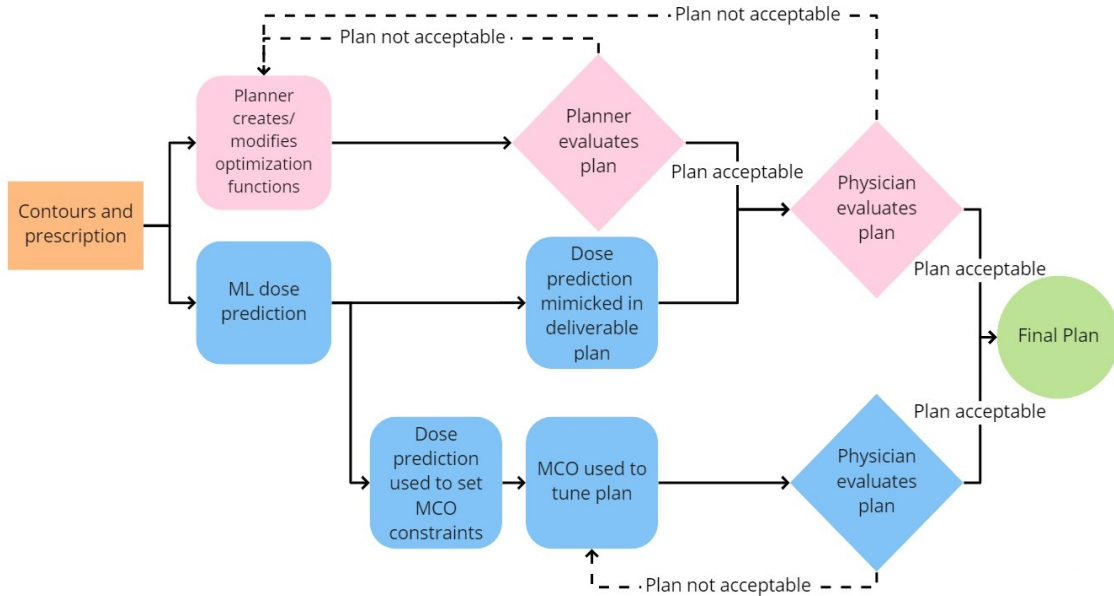 Plan not acceptable
Plan not acceptable
Planner
creates/
modifies
optimization
functions
Planner
evaluates
plan
Plan acceptable
Physician
evaluates
plan
Contours and
prescription
ML dose
prediction
Dose
prediction
mimicked in
deliverable
plan
Plan acceptable
Final Plan
Plan acceptable
Dose
prediction
used to set
MCO
constraints
MCO used to
tune plan
Physician
evaluates
plan
Plan not acceptable